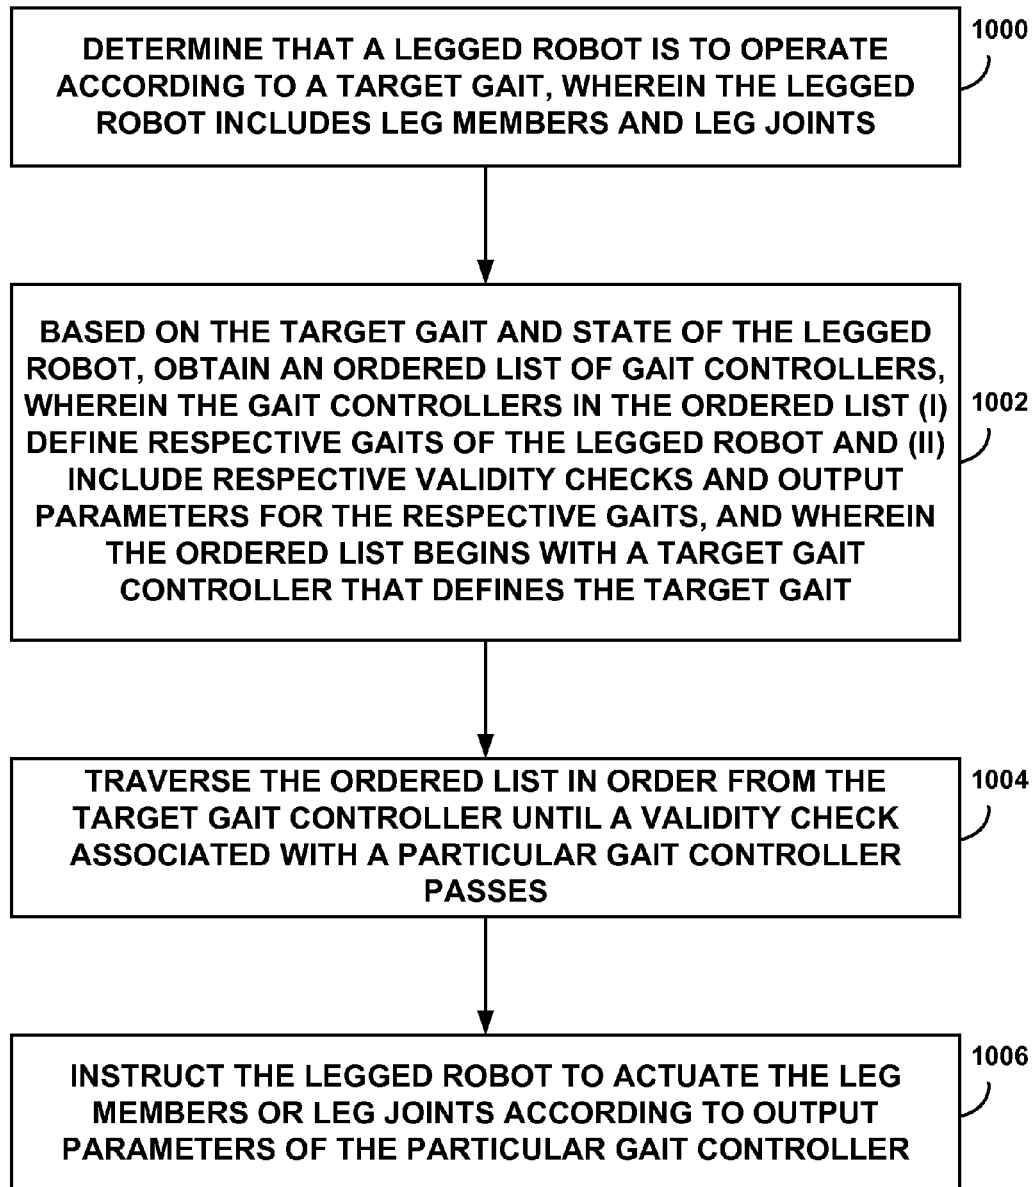 DETERMINE THAT A LEGGED ROBOT IS TO OPERATE
ACCORDING TO A TARGET GAIT, WHEREIN THE LEGGED
ROBOT INCLUDES LEG MEMBERS AND LEG JOINTS
1000
BASED ON THE TARGET GAIT AND STATE OF THE LEGGED
ROBOT, OBTAIN AN ORDERED LIST OF GAIT CONTROLLERS,
WHEREIN THE GAIT CONTROLLERS IN THE ORDERED LIST (I)
DEFINE RESPECTIVE GAITS OF THE LEGGED ROBOT AND (II)
INCLUDE RESPECTIVE VALIDITY CHECKS AND OUTPUT
PARAMETERS FOR THE RESPECTIVE GAITS, AND WHEREIN
THE ORDERED LIST BEGINS WITH A TARGET GAIT
CONTROLLER THAT DEFINES THE TARGET GAIT
1002
TRAVERSE THE ORDERED LIST IN ORDER FROM THE
TARGET GAIT CONTROLLER UNTIL A VALIDITY CHECK
ASSOCIATED WITH A PARTICULAR GAIT CONTROLLER
PASSES
1004
INSTRUCT THE LEGGED ROBOT TO ACTUATE THE LEG
MEMBERS OR LEG JOINTS ACCORDING TO OUTPUT
PARAMETERS OF THE PARTICULAR GAIT CONTROLLER
1006